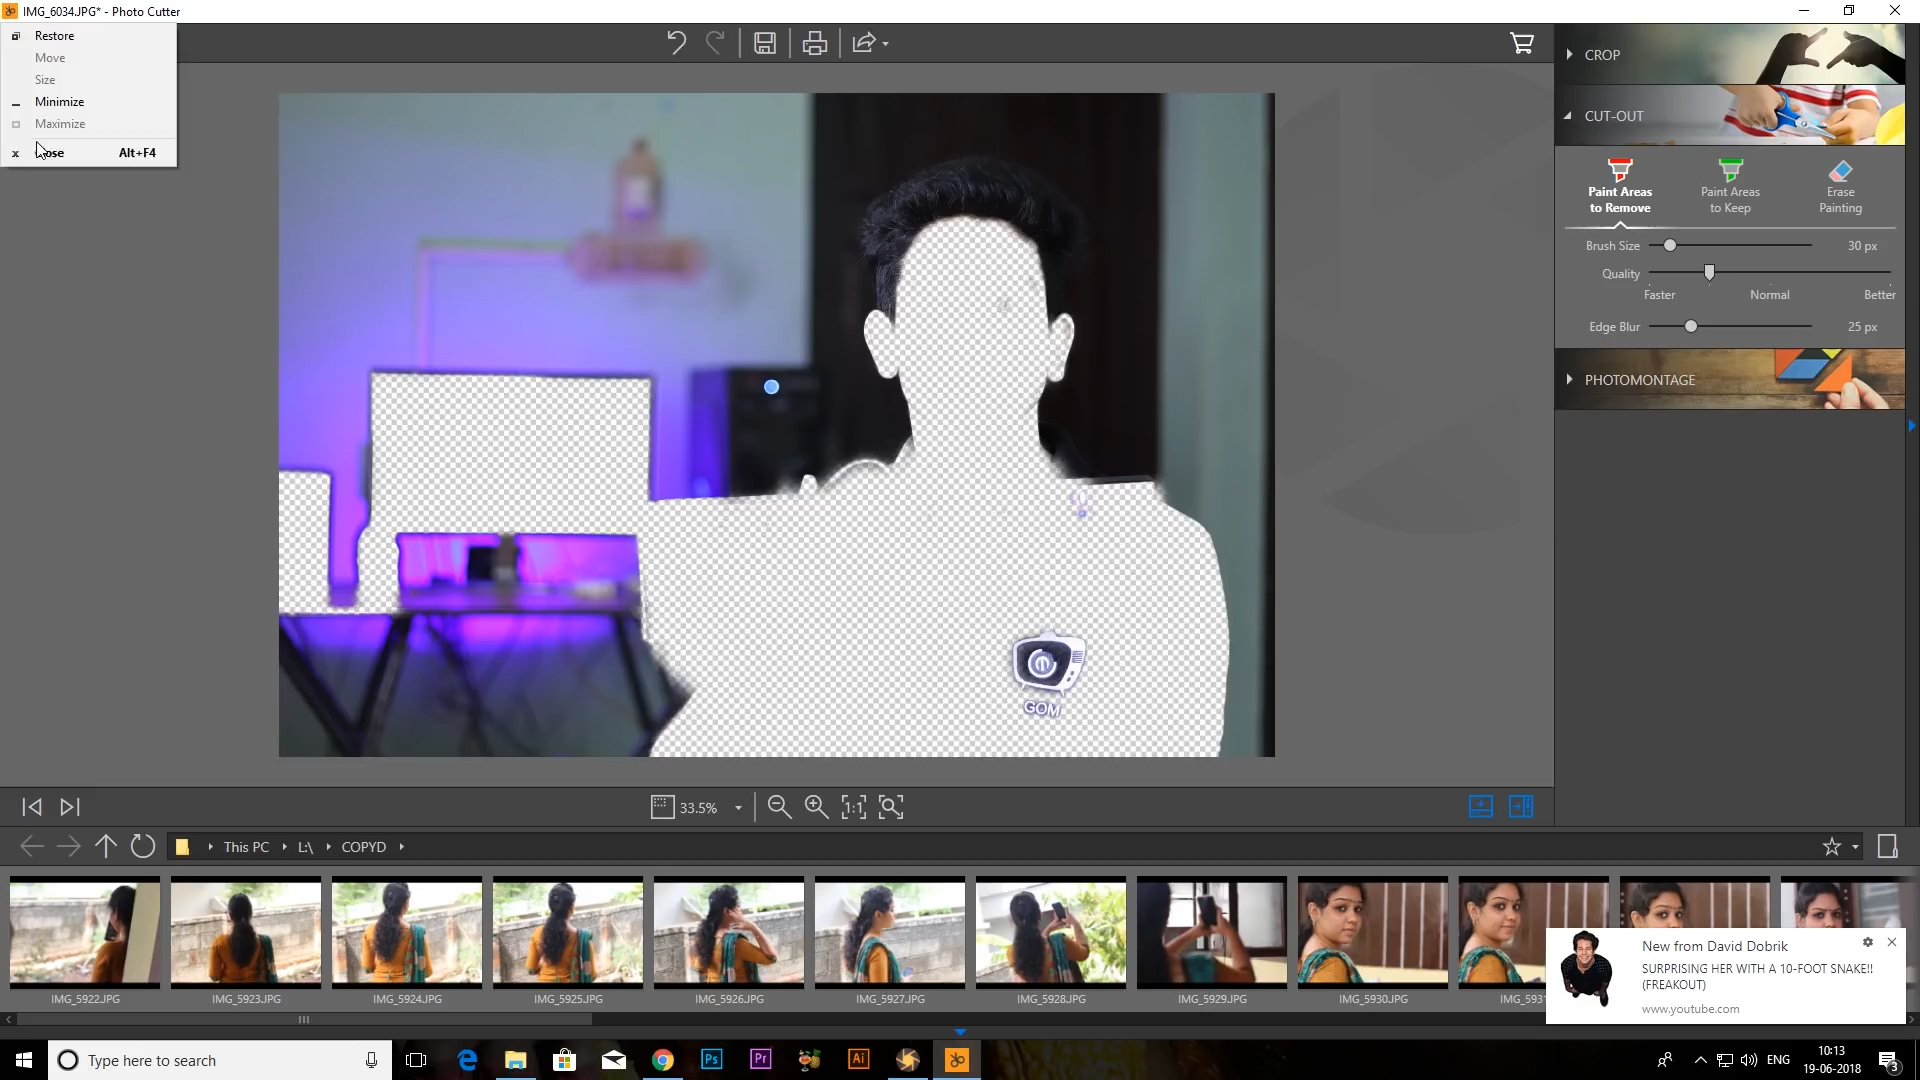 IMG_6034.JPG* - Photo Cutter
Restore
Move
Size
Minimize
Maximize
Alt+F4
CROP
CUT-OUT
Paint Areas to Remove
Paint Areas to Keep
Erase Painting
Brush Size 30 px
Quality
Faster Normal Better
Edge Blur 25 px
PHOTOMONTAGE
GOM
33.5%
1:1
This PC L:\ COPYD
IMG_5922.JPG
IMG_5923.JPG
IMG_5924.JPG
IMG_5925.JPG
IMG_5926.JPG
IMG_5927.JPG
IMG_5928.JPG
IMG_5929.JPG
IMG_5930.JPG
New from David Dobrik
SURPRISING HER WITH A 10-FOOT SNAKE!!
(FREAKOUT)
www.youtube.com
Type here to search
Ps
Pr
Ai
ENG
10:13
19-06-2018
3